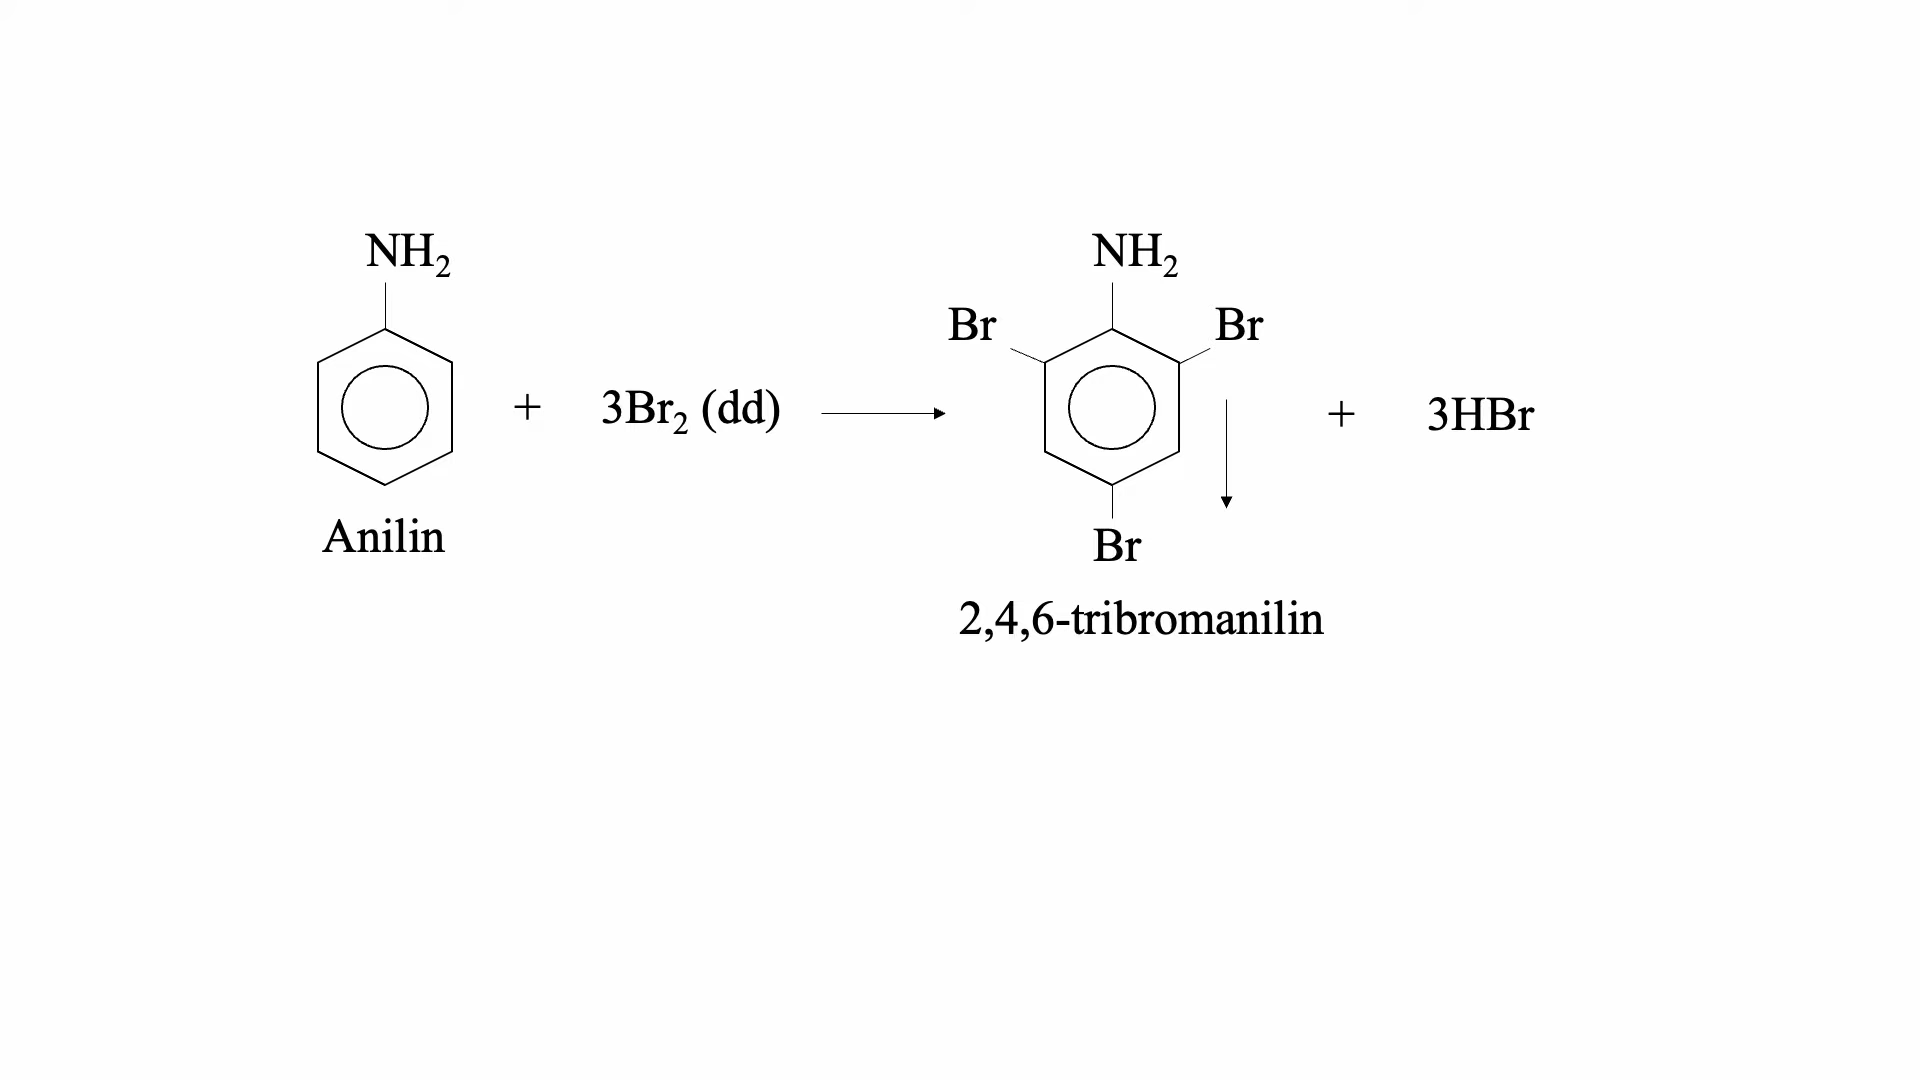 NH₂ NH₂
Br Br
+ 3Br₂ (dd) + 3HBr
Anilin Br
2,4,6-tribromanilin